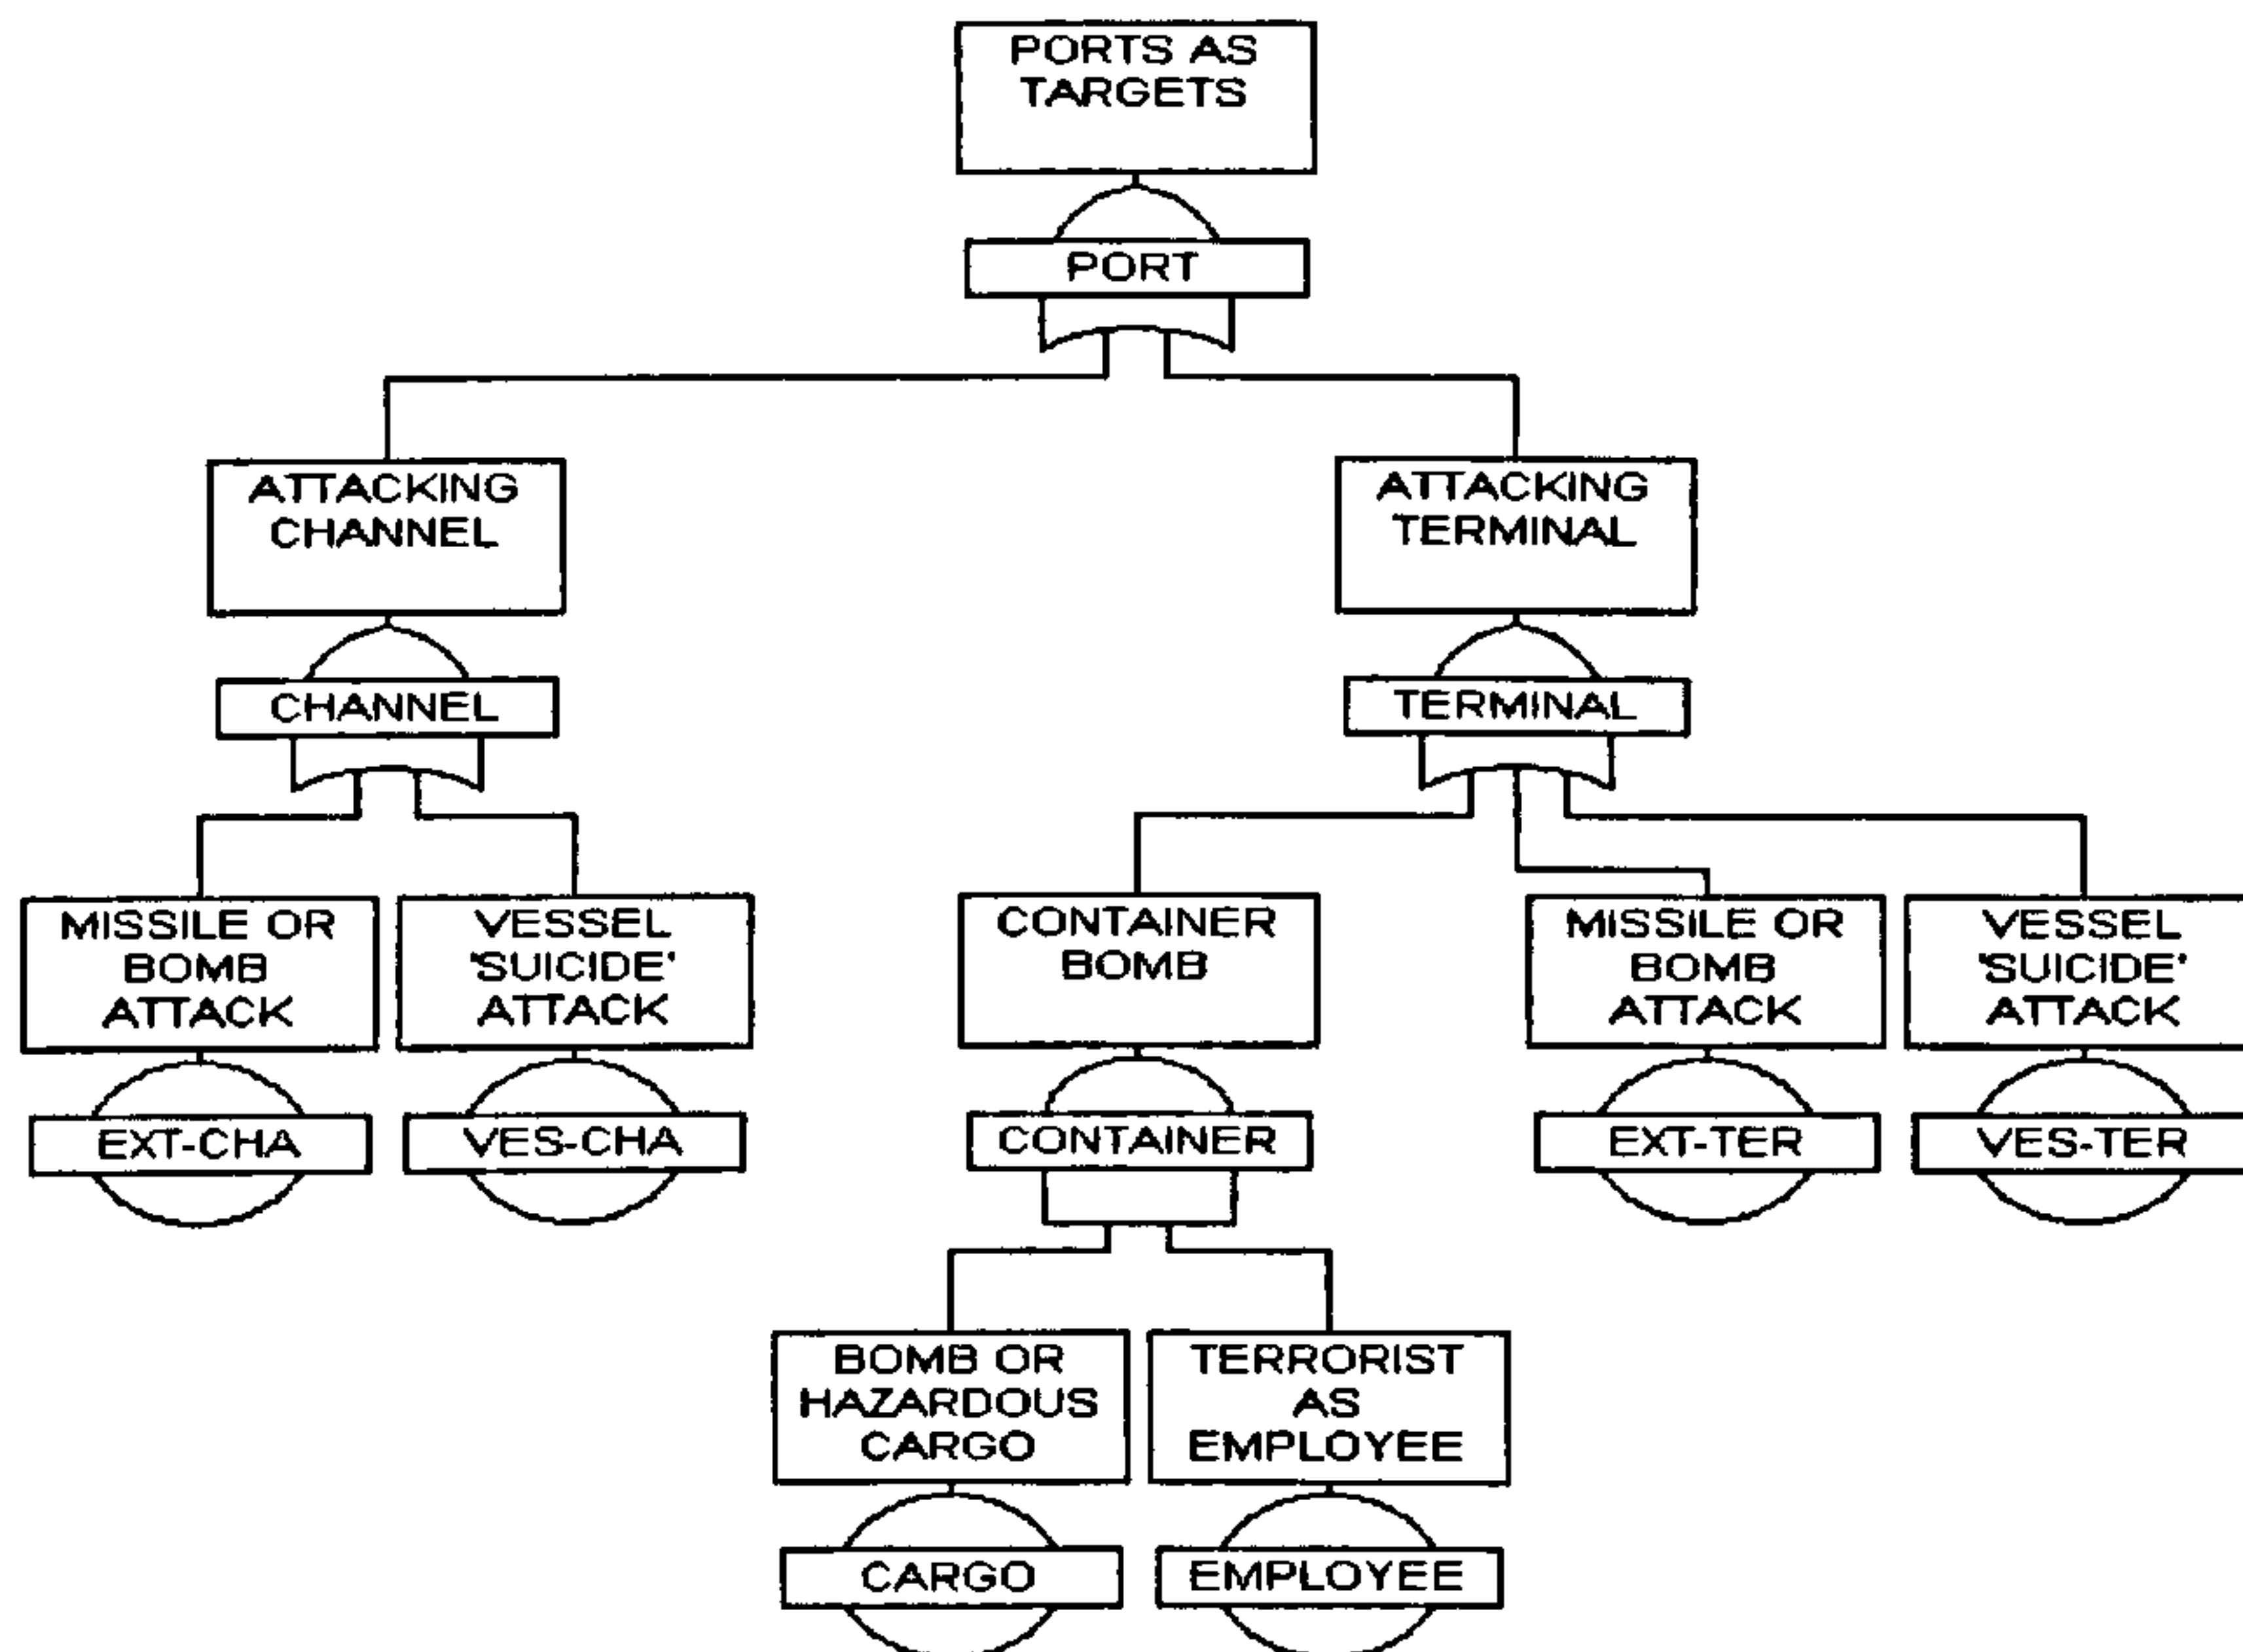 PORTS AS
TARGETS
PORT
ATTACKING
CHANNEL
CHANNEL
ATTACKING
TERMINAL
TERMINAL
MISSILE OR
BOMB
ATTACK
EXT-CHA
VESSEL
'SUICIDE'
ATTACK
VES-CHA
CONTAINER
BOMB
CONTAINER
MISSILE OR
BOMB
ATTACK
EXT-TER
VESSEL
'SUICIDE'
ATTACK
VES-TER
BOMB OR
HAZARDOUS
CARGO
CARGO
TERRORIST
AS
EMPLOYEE
EMPLOYEE